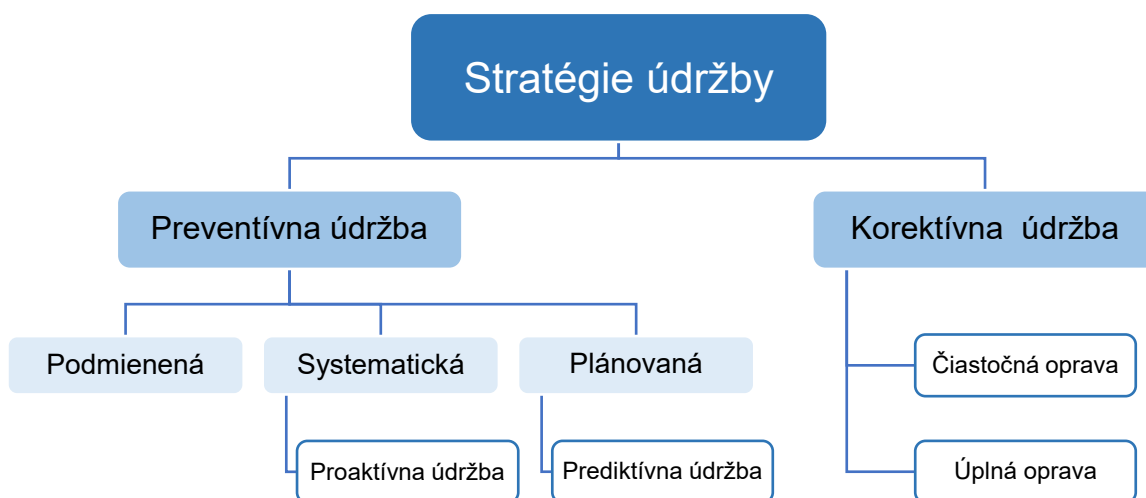 Stratégie údržby
Preventívna údržba
Korektívna údržba
Podmienená
Systematická
Plánovaná
Čiastočná oprava
Proaktívna údržba
Prediktívna údržba
Úplná oprava